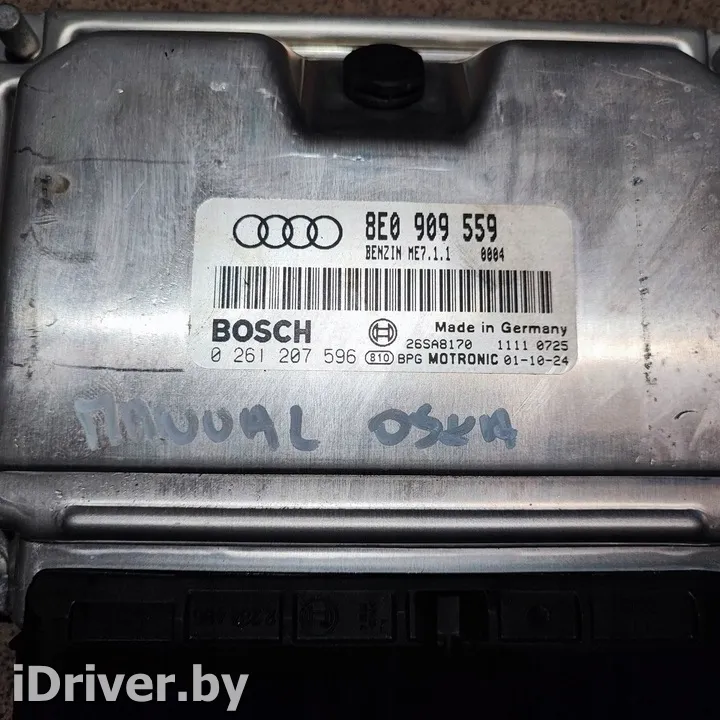 8E0 909 559
BENZIN ME7.1.1 0004
BOSCH Made in Germany
26SA8170 1111 0725
0 261 207 596 810 BPG MOTRONIC 01-10-24
MANUAL
iDriver.by